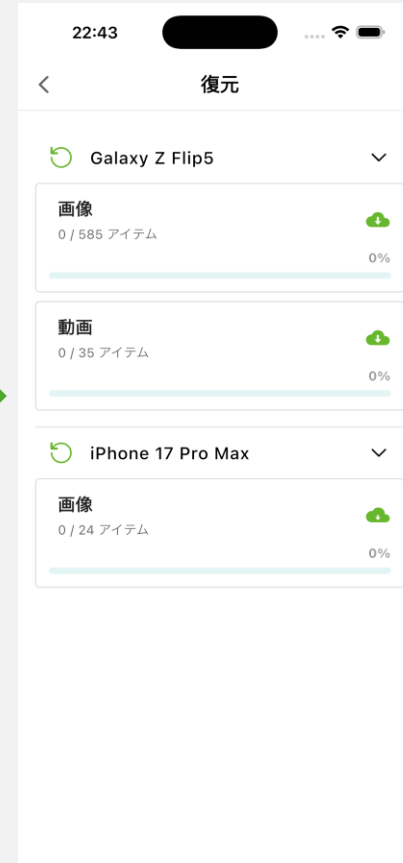 22:43
復元
Galaxy Z Flip5
画像
0 / 585 アイテム
0%
動画
0 / 35 アイテム
0%
iPhone 17 Pro Max
画像
0 / 24 アイテム
0%